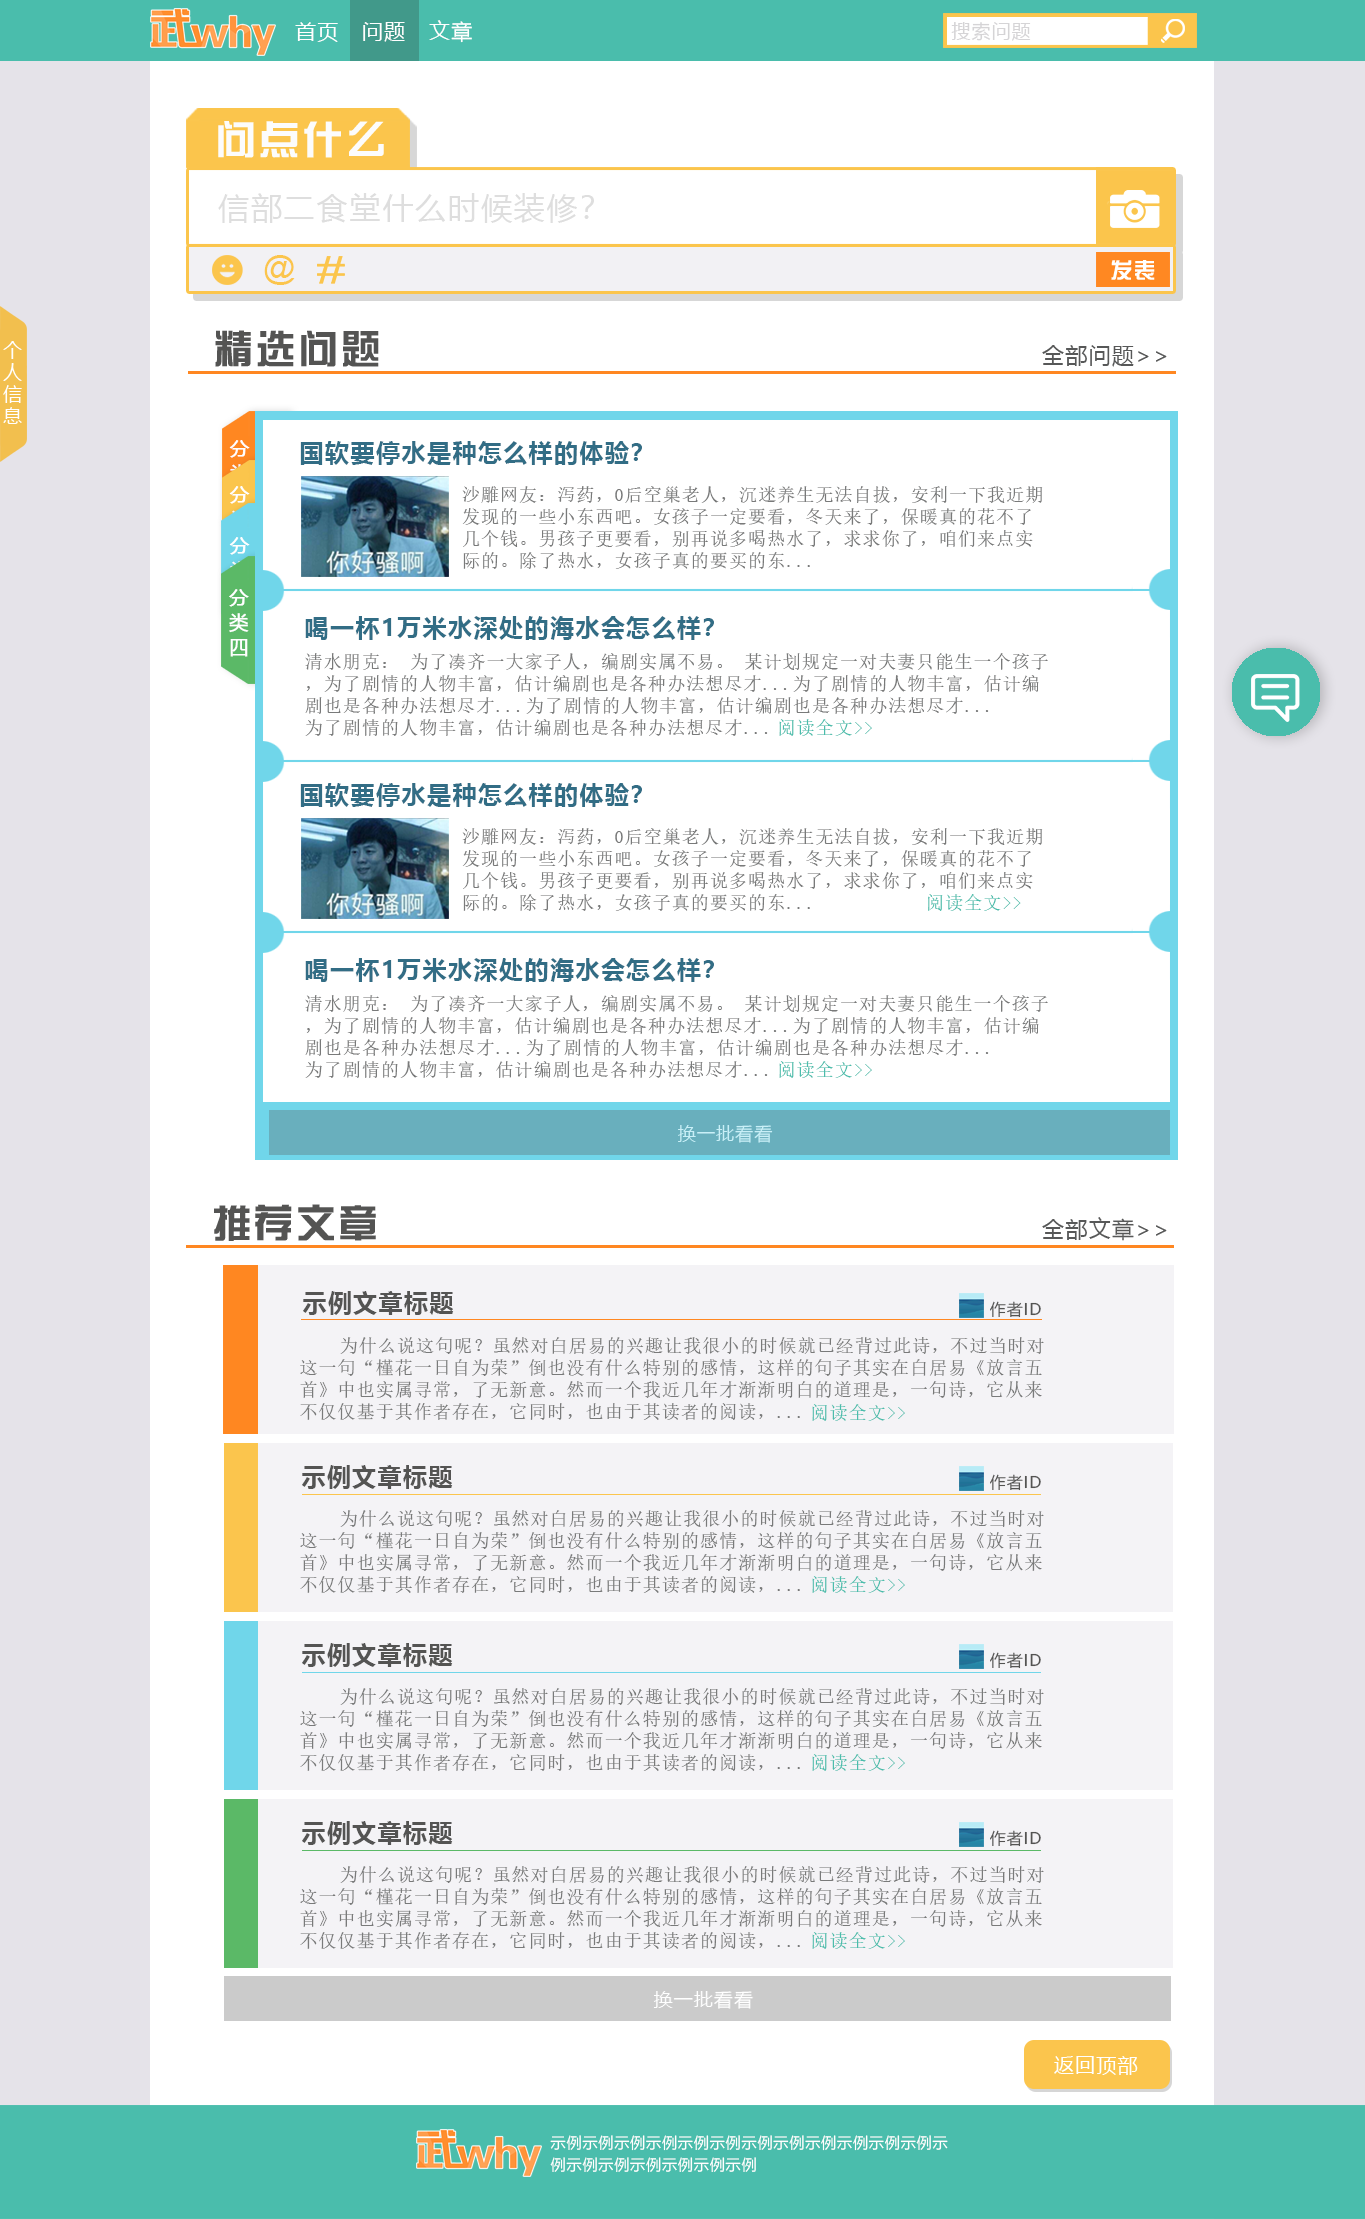 武why 首页 问题 文章 搜索问题
问点什么
信部二食堂什么时候装修？
@ #
发表
个人信息
精选问题 全部问题>>
分
分
分
分类四
国软要停水是种怎么样的体验？
你好骚啊
沙雕网友：泻药，0后空巢老人，沉迷养生无法自拔，安利一下我近期
发现的一些小东西吧。女孩子一定要看，冬天来了，保暖真的花不了
几个钱。男孩子更要看，别再说多喝热水了，求求你了，咱们来点实
际的。除了热水，女孩子真的要买的东...
喝一杯1万米水深处的海水会怎么样？
清水朋克： 为了凑齐一大家子人，编剧实属不易。 某计划规定一对夫妻只能生一个孩子
，为了剧情的人物丰富，估计编剧也是各种办法想尽才...为了剧情的人物丰富，估计编
剧也是各种办法想尽才...为了剧情的人物丰富，估计编剧也是各种办法想尽才...
为了剧情的人物丰富，估计编剧也是各种办法想尽才... 阅读全文>>
国软要停水是种怎么样的体验？
你好骚啊
沙雕网友：泻药，0后空巢老人，沉迷养生无法自拔，安利一下我近期
发现的一些小东西吧。女孩子一定要看，冬天来了，保暖真的花不了
几个钱。男孩子更要看，别再说多喝热水了，求求你了，咱们来点实
际的。除了热水，女孩子真的要买的东... 阅读全文>>
喝一杯1万米水深处的海水会怎么样？
清水朋克： 为了凑齐一大家子人，编剧实属不易。 某计划规定一对夫妻只能生一个孩子
，为了剧情的人物丰富，估计编剧也是各种办法想尽才...为了剧情的人物丰富，估计编
剧也是各种办法想尽才...为了剧情的人物丰富，估计编剧也是各种办法想尽才...
为了剧情的人物丰富，估计编剧也是各种办法想尽才... 阅读全文>>
换一批看看
推荐文章 全部文章>>
示例文章标题 作者ID
为什么说这句呢？虽然对白居易的兴趣让我很小的时候就已经背过此诗，不过当时对
这一句“槿花一日自为荣”倒也没有什么特别的感情，这样的句子其实在白居易《放言五
首》中也实属寻常，了无新意。然而一个我近几年才渐渐明白的道理是，一句诗，它从来
不仅仅基于其作者存在，它同时，也由于其读者的阅读，... 阅读全文>>
示例文章标题 作者ID
为什么说这句呢？虽然对白居易的兴趣让我很小的时候就已经背过此诗，不过当时对
这一句“槿花一日自为荣”倒也没有什么特别的感情，这样的句子其实在白居易《放言五
首》中也实属寻常，了无新意。然而一个我近几年才渐渐明白的道理是，一句诗，它从来
不仅仅基于其作者存在，它同时，也由于其读者的阅读，... 阅读全文>>
示例文章标题 作者ID
为什么说这句呢？虽然对白居易的兴趣让我很小的时候就已经背过此诗，不过当时对
这一句“槿花一日自为荣”倒也没有什么特别的感情，这样的句子其实在白居易《放言五
首》中也实属寻常，了无新意。然而一个我近几年才渐渐明白的道理是，一句诗，它从来
不仅仅基于其作者存在，它同时，也由于其读者的阅读，... 阅读全文>>
示例文章标题 作者ID
为什么说这句呢？虽然对白居易的兴趣让我很小的时候就已经背过此诗，不过当时对
这一句“槿花一日自为荣”倒也没有什么特别的感情，这样的句子其实在白居易《放言五
首》中也实属寻常，了无新意。然而一个我近几年才渐渐明白的道理是，一句诗，它从来
不仅仅基于其作者存在，它同时，也由于其读者的阅读，... 阅读全文>>
换一批看看
返回顶部
武why 示例示例示例示例示例示例示例示例示例示例示例示例示
例示例示例示例示例示例示例